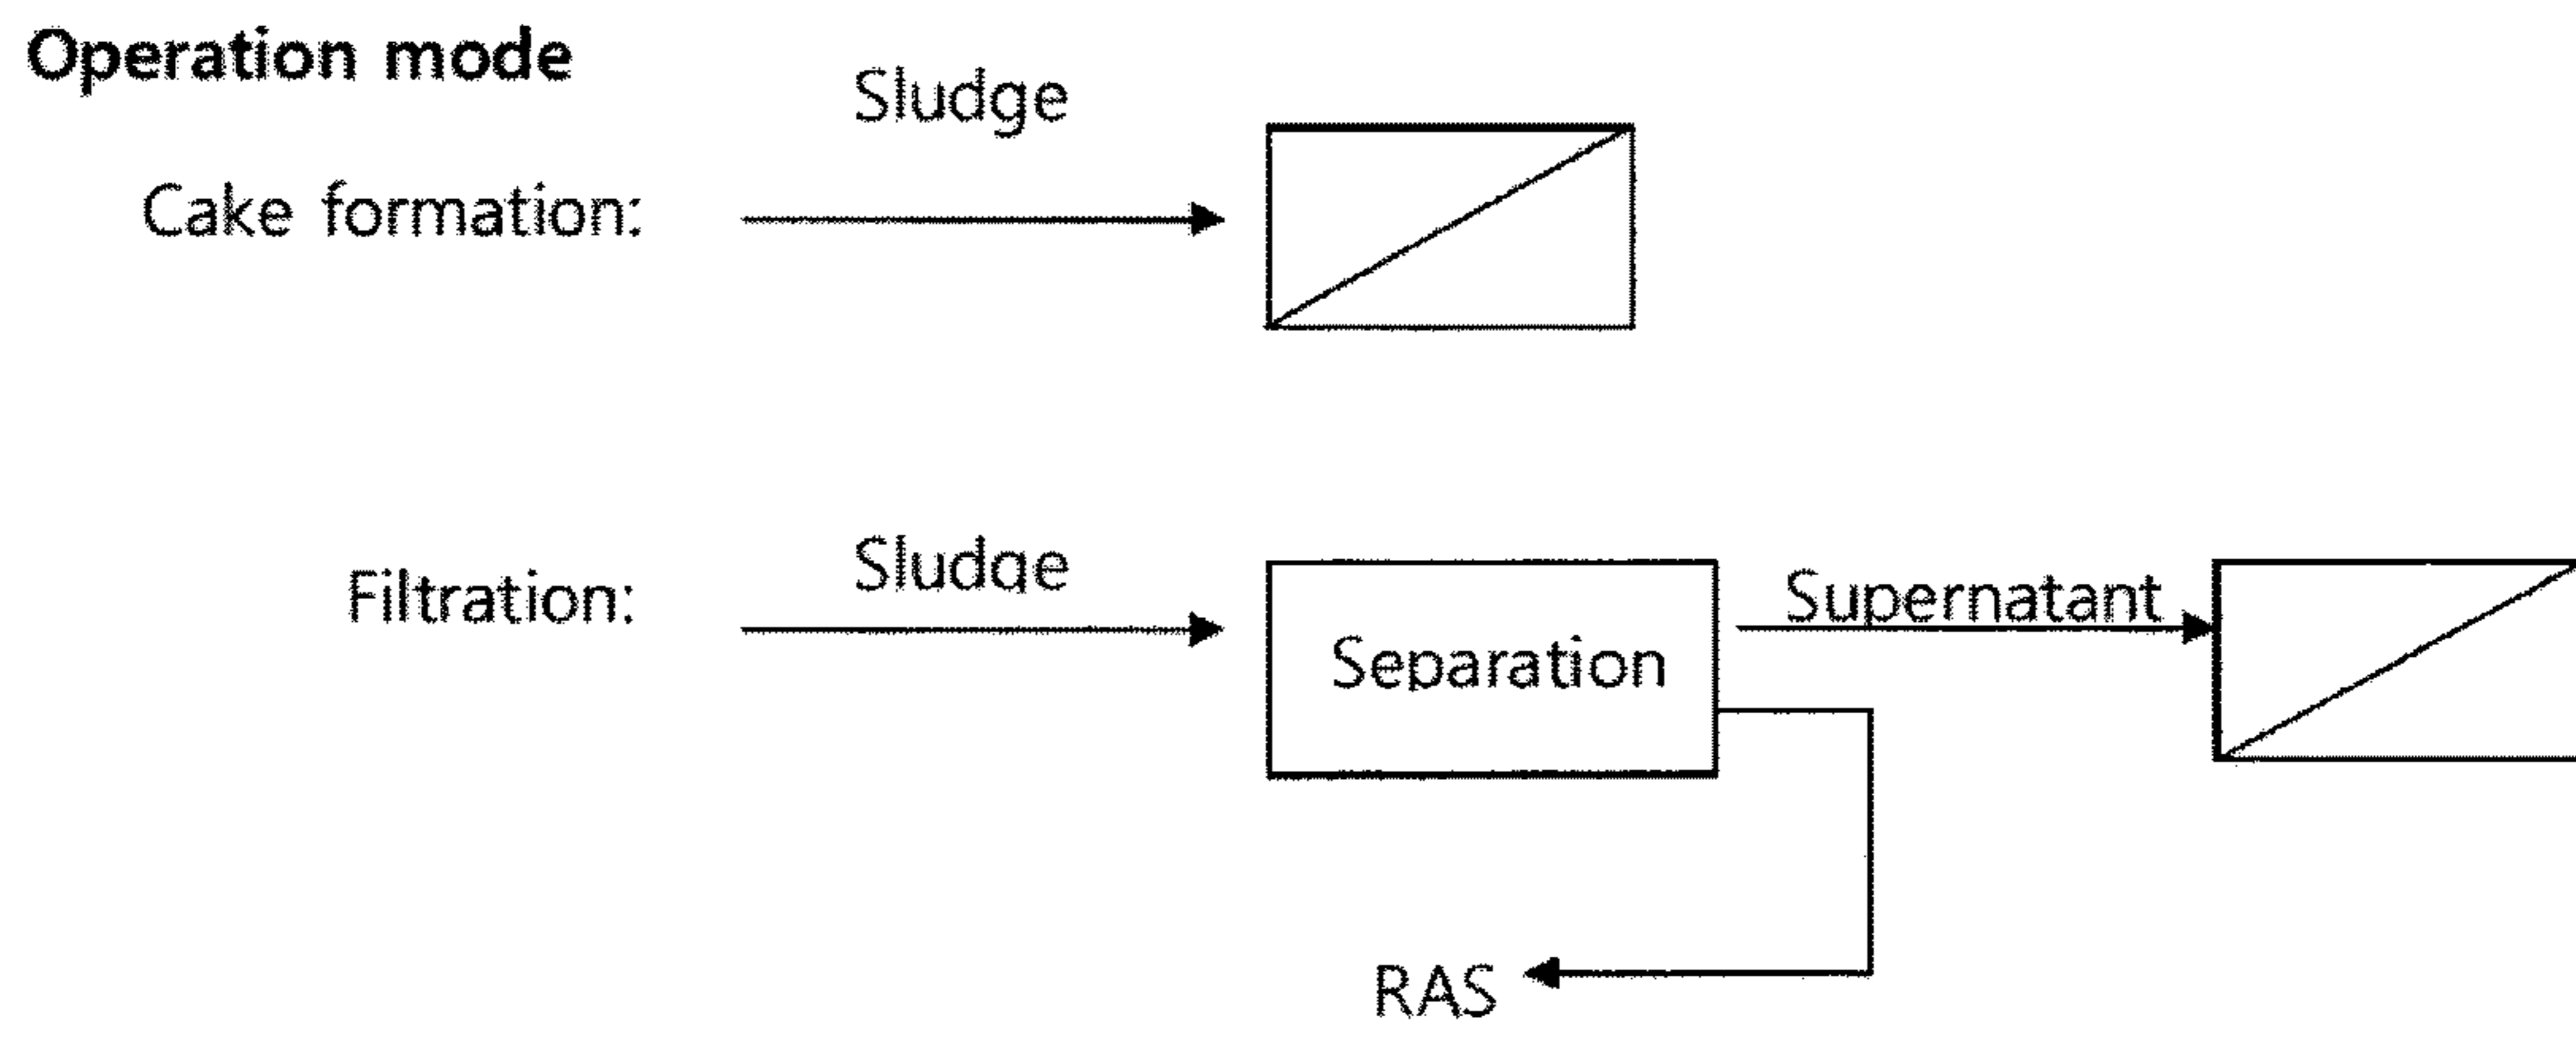 Operation mode
Sludge
Cake formation:
Sludge
Filtration:
Supernatant
Separation
RAS